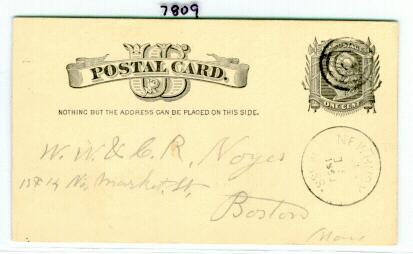 7809
U S
POSTAL CARD.
NOTHING BUT THE ADDRESS CAN BE PLACED ON THIS SIDE.
ONE CENT
W. W. & C. R. Noyes
No. Market St,
Boston
Mass